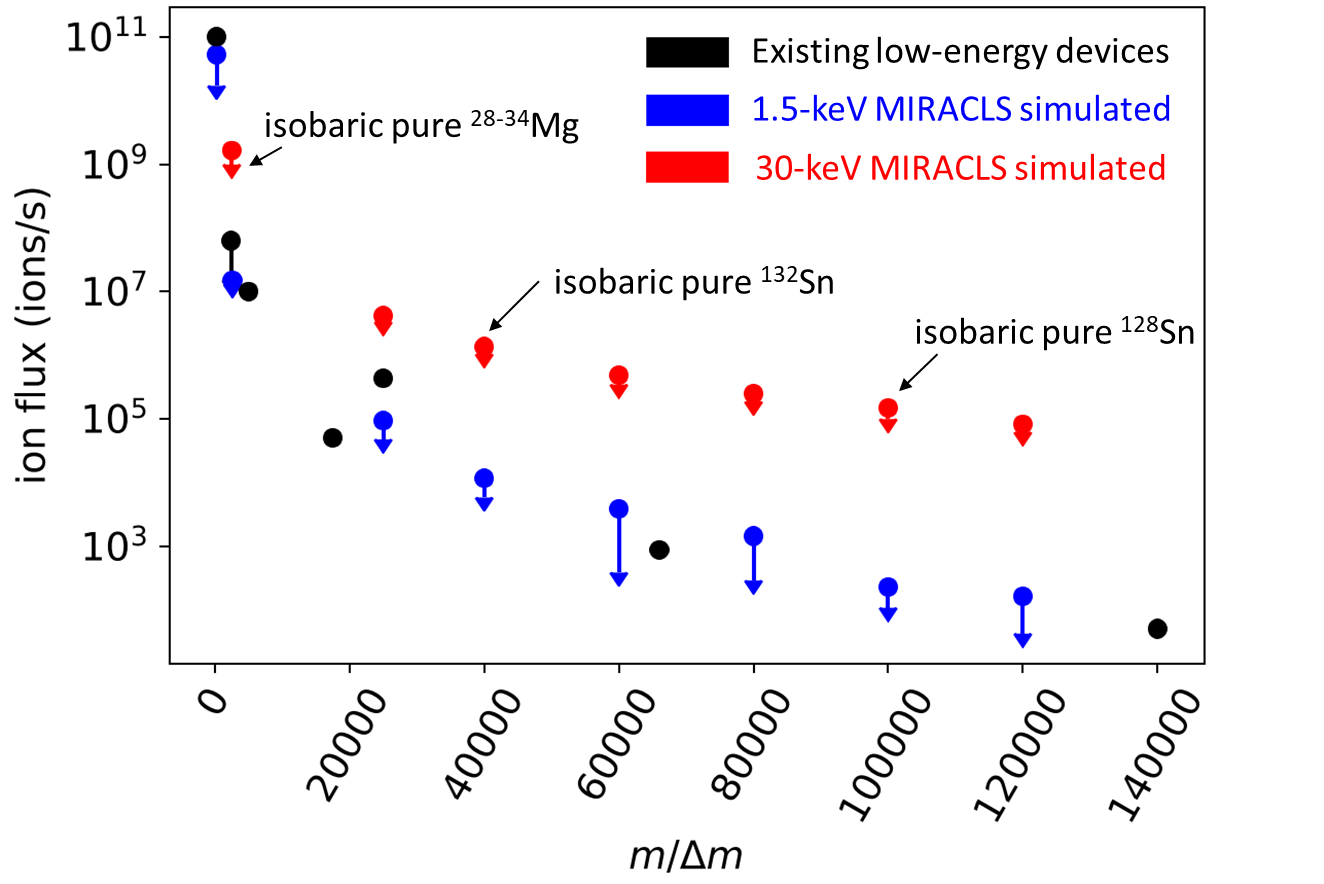 ion flux (ions/s)
10¹¹
10⁹
10⁷
10⁵
10³
Existing low-energy devices
1.5-keV MIRACLS simulated
30-keV MIRACLS simulated
isobaric pure ²⁸⁻³⁴Mg
isobaric pure ¹³²Sn
isobaric pure ¹²⁸Sn
0
20000
40000
60000
80000
100000
120000
140000
m/Δm